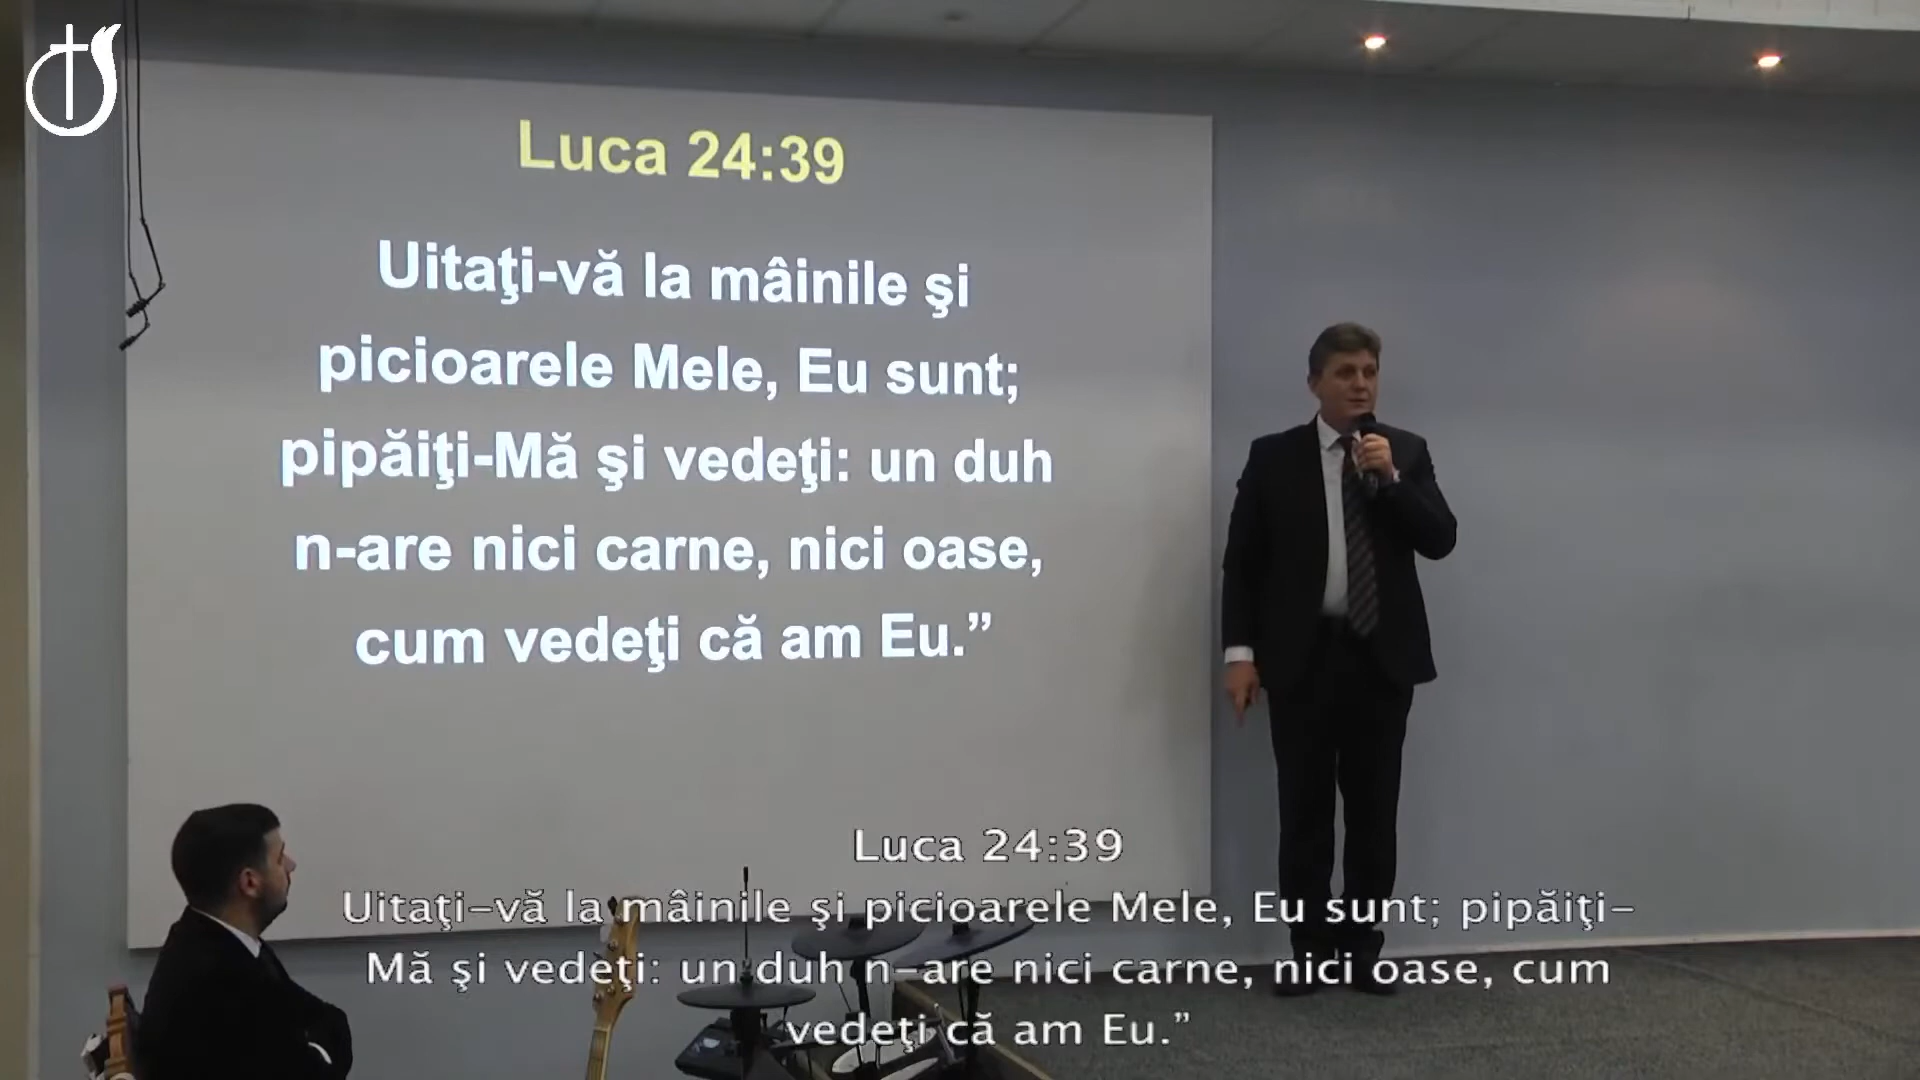 Luca 24:39
Uitaţi-vă la mâinile şi
picioarele Mele, Eu sunt;
pipăiţi-Mă şi vedeţi: un duh
n-are nici carne, nici oase,
cum vedeţi că am Eu.”
Luca 24:39
Uitaţi-vă la mâinile şi picioarele Mele, Eu sunt; pipăiţi-
Mă şi vedeţi: un duh n-are nici carne, nici oase, cum
vedeţi că am Eu.”